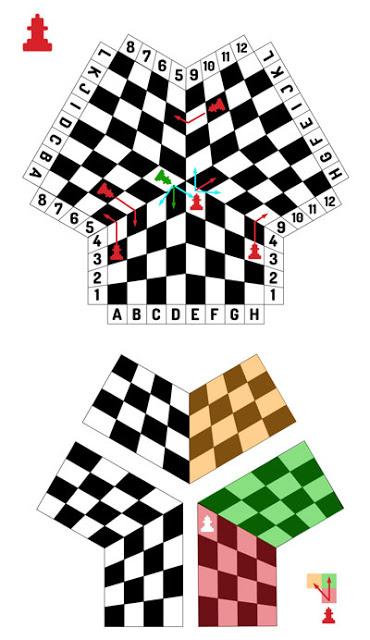 8 7 6 5 9 10 11 12
L K J I D C B A
L K J I E F G H
8 7 6 5
9 10 11 12
4 4
3 3
2 2
1 1
A B C D E F G H